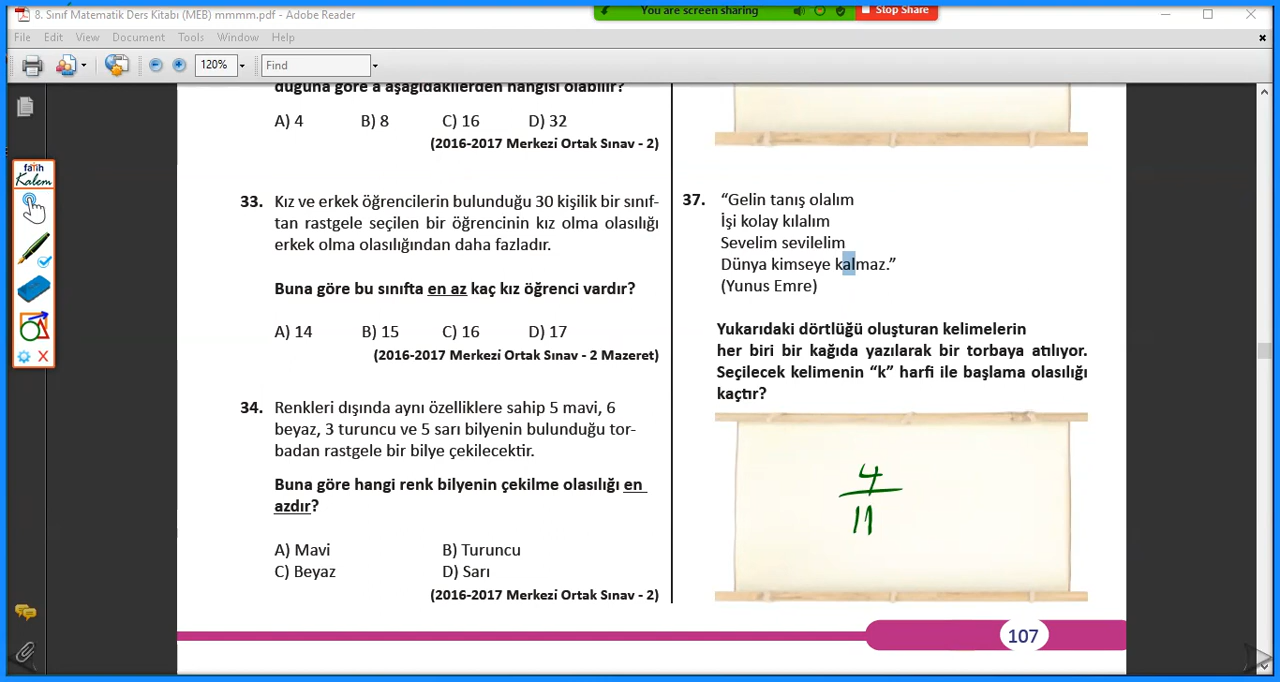 8. Sınıf Matematik Ders Kitabı (MEB) mmmm.pdf - Adobe Reader
You are screen sharing
Stop Share
File Edit View Document Tools Window Help
120%
Find
fatih
Kalem
duğuna göre a aşağıdakilerden hangisi olabilir?
A) 4 B) 8 C) 16 D) 32
(2016-2017 Merkezi Ortak Sınav - 2)
33. Kız ve erkek öğrencilerin bulunduğu 30 kişilik bir sınıf-
tan rastgele seçilen bir öğrencinin kız olma olasılığı
erkek olma olasılığından daha fazladır.
Buna göre bu sınıfta en az kaç kız öğrenci vardır?
A) 14 B) 15 C) 16 D) 17
(2016-2017 Merkezi Ortak Sınav - 2 Mazeret)
34. Renkleri dışında aynı özelliklere sahip 5 mavi, 6
beyaz, 3 turuncu ve 5 sarı bilyenin bulunduğu tor-
badan rastgele bir bilye çekilecektir.
Buna göre hangi renk bilyenin çekilme olasılığı en
azdır?
A) Mavi B) Turuncu
C) Beyaz D) Sarı
(2016-2017 Merkezi Ortak Sınav - 2)
37. “Gelin tanış olalım
İşi kolay kılalım
Sevelim sevilelim
Dünya kimseye kalmaz.”
(Yunus Emre)
Yukarıdaki dörtlüğü oluşturan kelimelerin
her biri bir kağıda yazılarak bir torbaya atılıyor.
Seçilecek kelimenin “k” harfi ile başlama olasılığı
kaçtır?
4
11
107